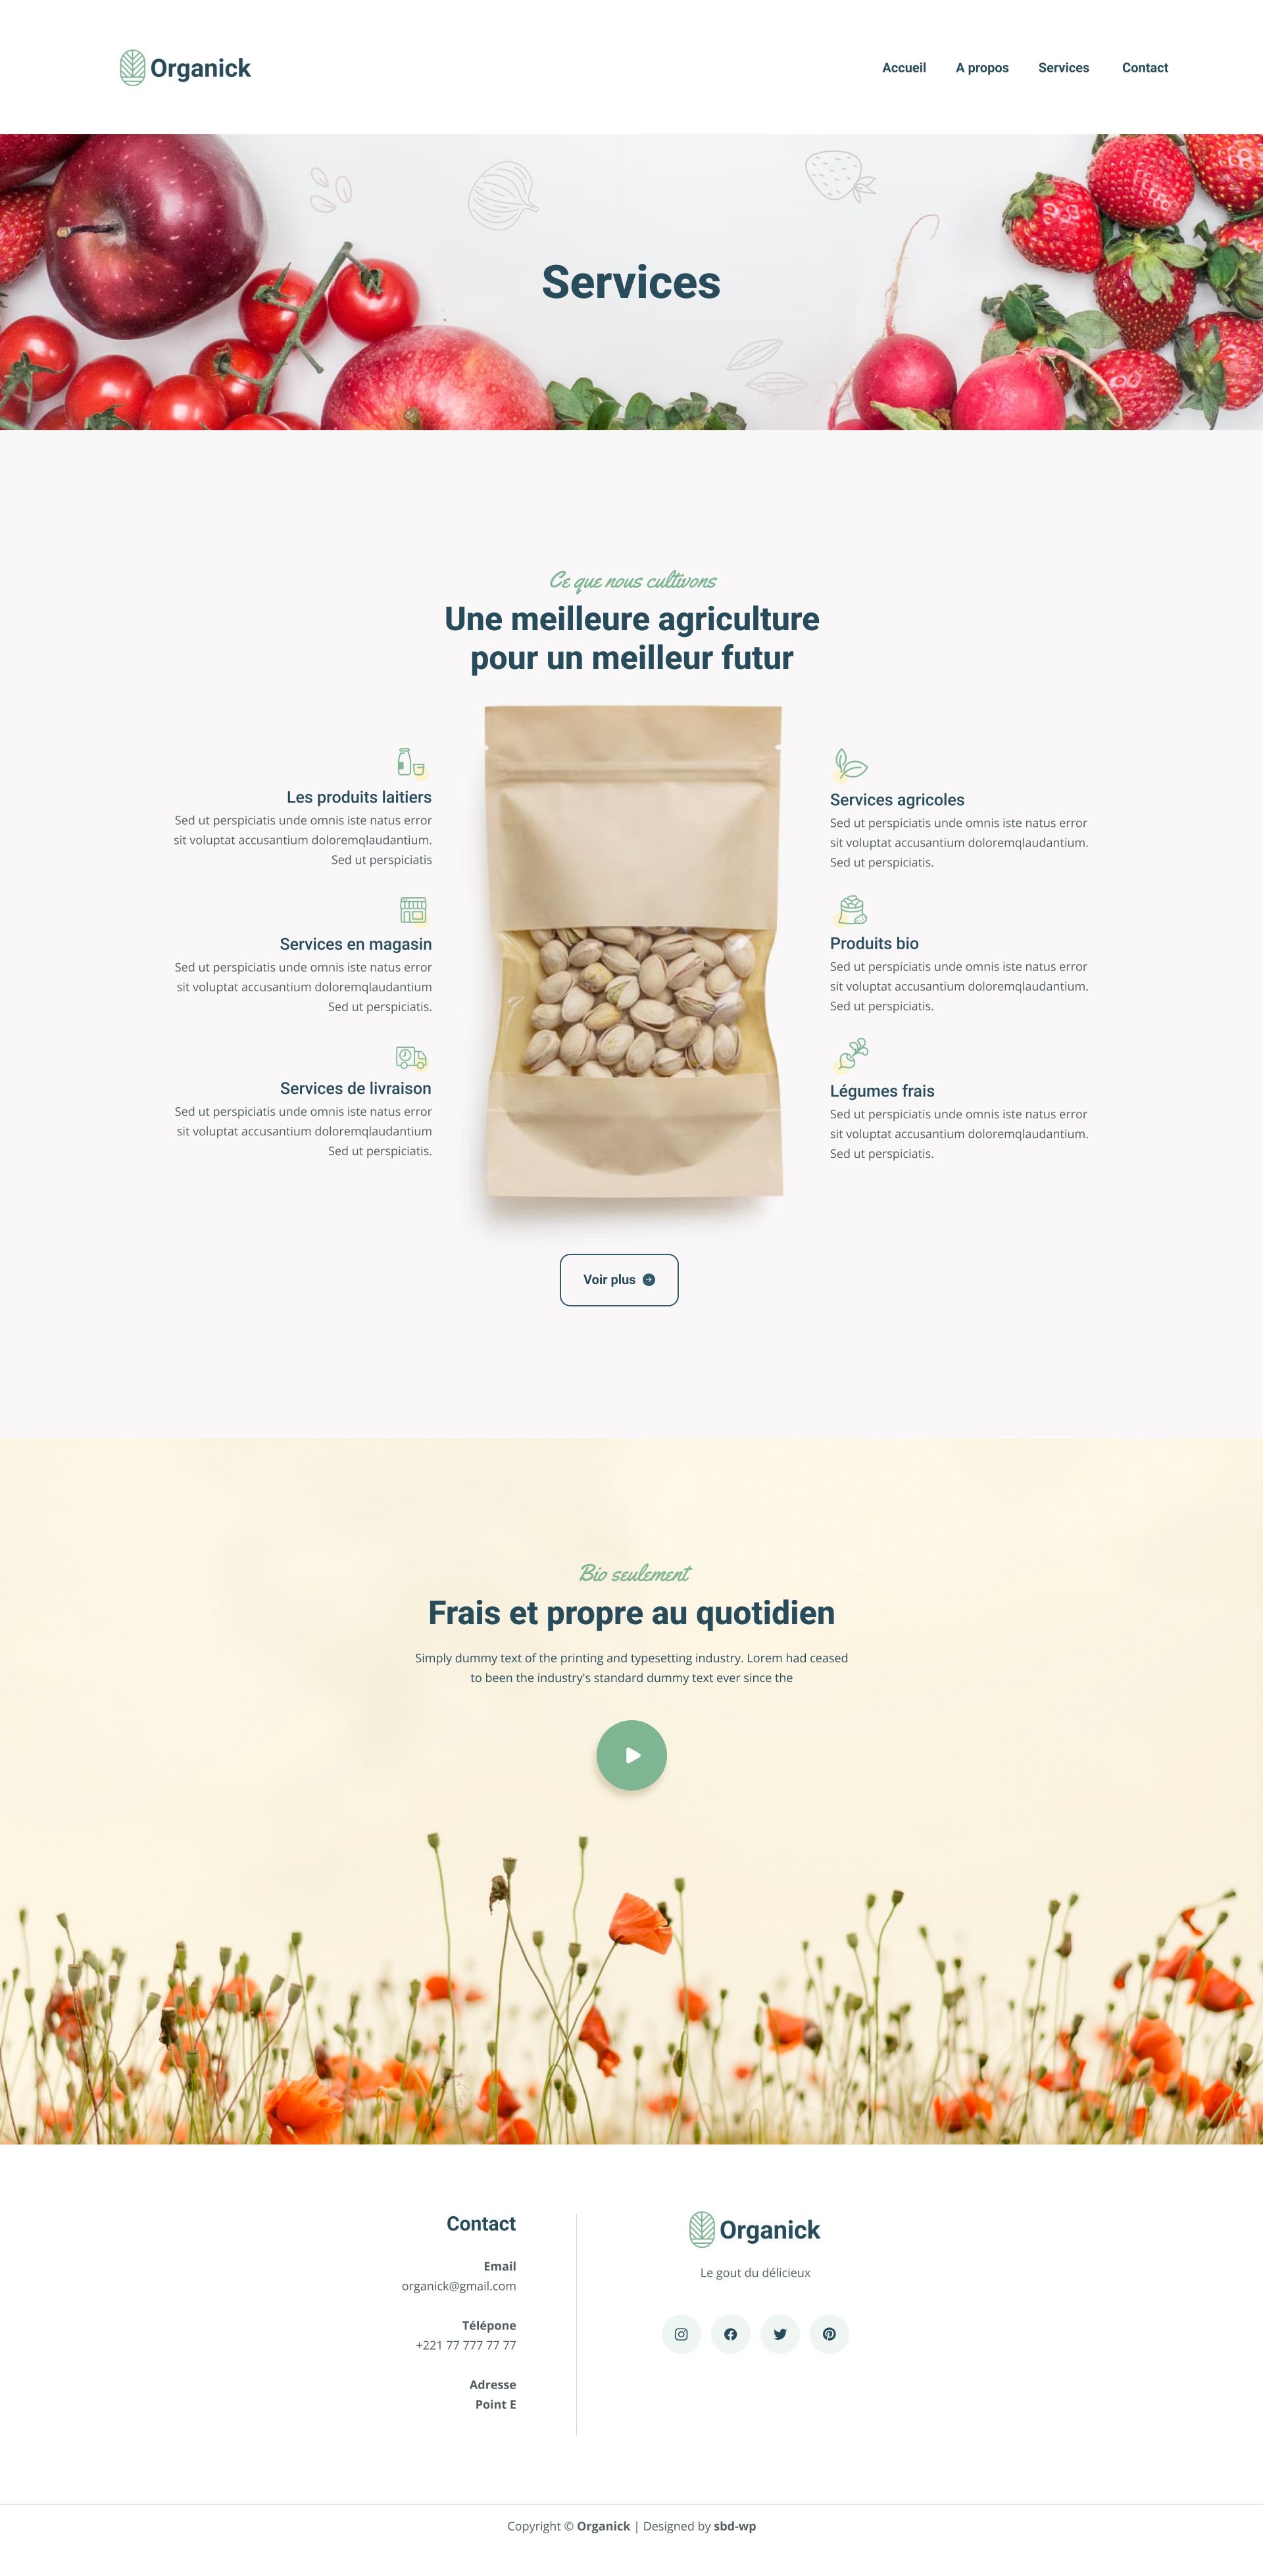 Organick
Accueil
A propos
Services
Contact
Services
Ce que nous cultivons
Une meilleure agriculture
pour un meilleur futur
Les produits laitiers
Sed ut perspiciatis unde omnis iste natus error
sit voluptat accusantium doloremqlaudantium.
Sed ut perspiciatis
Services en magasin
Sed ut perspiciatis unde omnis iste natus error
sit voluptat accusantium doloremqlaudantium
Sed ut perspiciatis.
Services de livraison
Sed ut perspiciatis unde omnis iste natus error
sit voluptat accusantium doloremqlaudantium
Sed ut perspiciatis.
Services agricoles
Sed ut perspiciatis unde omnis iste natus error
sit voluptat accusantium doloremqlaudantium.
Sed ut perspiciatis.
Produits bio
Sed ut perspiciatis unde omnis iste natus error
sit voluptat accusantium doloremqlaudantium.
Sed ut perspiciatis.
Légumes frais
Sed ut perspiciatis unde omnis iste natus error
sit voluptat accusantium doloremqlaudantium.
Sed ut perspiciatis.
Voir plus
Bio seulement
Frais et propre au quotidien
Simply dummy text of the printing and typesetting industry. Lorem had ceased
to been the industry's standard dummy text ever since the
Contact
Email
organick@gmail.com
Télépone
+221 77 777 77 77
Adresse
Point E
Organick
Le gout du délicieux
Copyright © Organick | Designed by sbd-wp